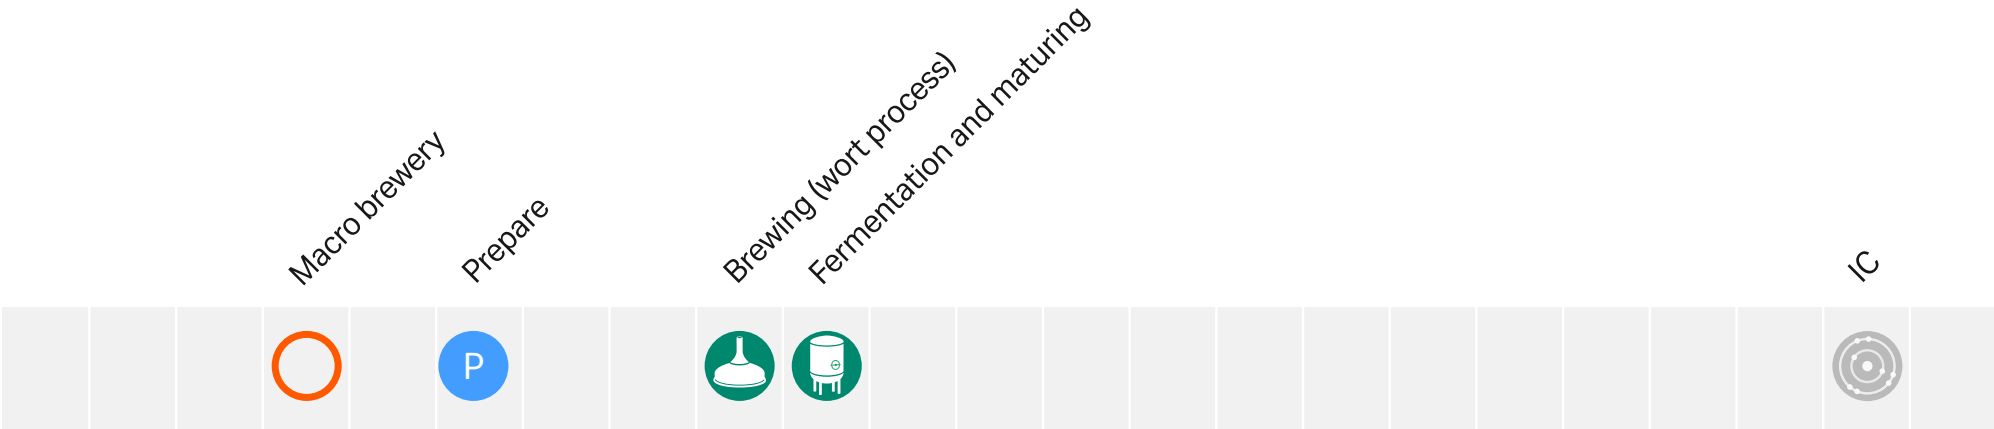 Macro brewery
Prepare
Brewing (wort process)
Fermentation and maturing
IC
P